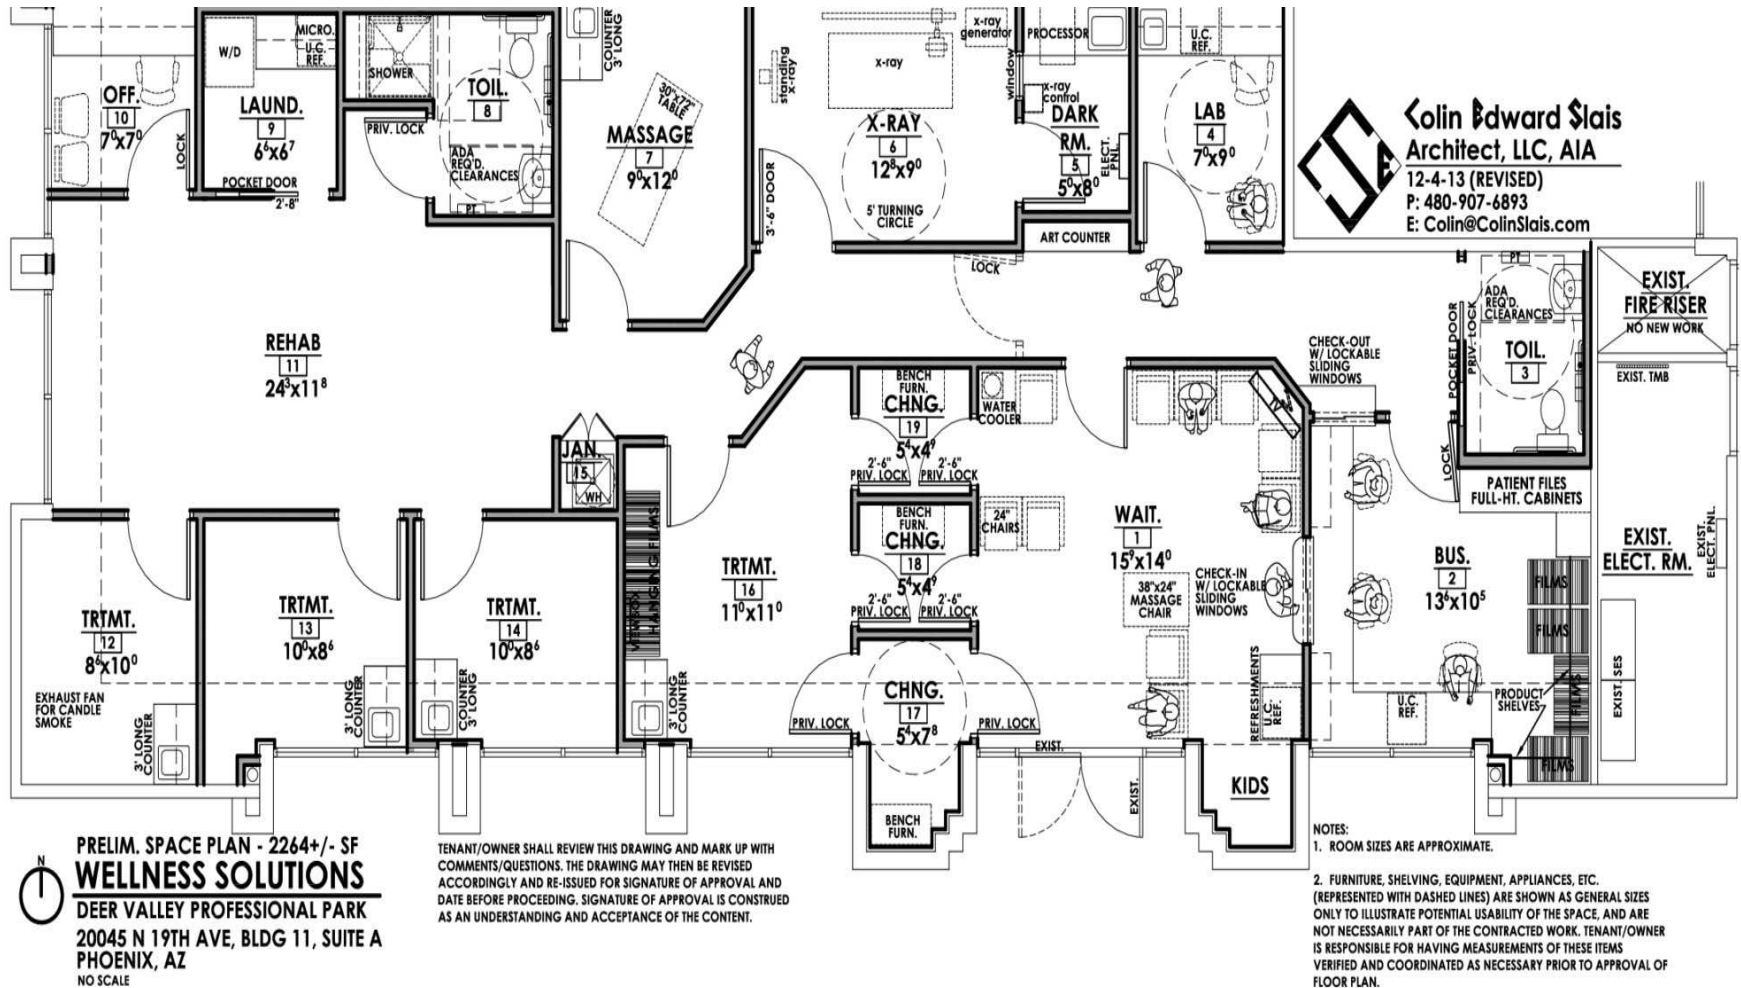 OFF.
10
7⁰x7⁰
LOCK
W/D
MICRO.
U.C.
REF.
LAUND.
9
6⁶x6⁷
POCKET DOOR
2'-8"
SHOWER
PRIV. LOCK
TOIL.
8
ADA
REQ'D.
CLEARANCES
PT
COUNTER
3' LONG
30"x72"
TABLE
MASSAGE
7
9⁰x12⁰
3'-6" DOOR
standing
x-ray
x-ray
x-ray
generator
X-RAY
6
12⁸x9⁰
5' TURNING
CIRCLE
window
PROCESSOR
x-ray
control
DARK
RM.
5
5⁰x8⁰
ELECT.
PNL.
ART COUNTER
U.C.
REF.
LAB
4
7⁰x9⁰
Colin Edward Slais
Architect, LLC, AIA
12-4-13 (REVISED)
P: 480-907-6893
E: Colin@ColinSlais.com
LOCK
REHAB
11
24³x11⁸
JAN.
15
WH
CHECK-OUT
W/ LOCKABLE
SLIDING
WINDOWS
POCKET DOOR
PRIV. LOCK
PT
ADA
REQ'D.
CLEARANCES
TOIL.
3
EXIST.
FIRE RISER
NO NEW WORK
EXIST. TMB
BENCH
FURN.
CHNG.
19
5⁴x4⁹
2'-6"
PRIV. LOCK
2'-6"
PRIV. LOCK
WATER
COOLER
BENCH
FURN.
CHNG.
18
5⁴x4⁹
2'-6"
PRIV. LOCK
2'-6"
PRIV. LOCK
24"
CHAIRS
WAIT.
1
15⁹x14⁰
38"x24"
MASSAGE
CHAIR
CHECK-IN
W/ LOCKABLE
SLIDING
WINDOWS
LOCK
PATIENT FILES
FULL-HT. CABINETS
BUS.
2
13⁶x10⁵
FILMS
FILMS
FILMS
FILMS
PRODUCT
SHELVES
U.C.
REF.
EXIST.
ELECT. RM.
EXIST.
ELECT. PNL.
EXIST. SES
TRTMT.
12
8⁶x10⁰
EXHAUST FAN
FOR CANDLE
SMOKE
3' LONG
COUNTER
TRTMT.
13
10⁰x8⁶
3' LONG
COUNTER
TRTMT.
14
10⁰x8⁶
COUNTER
3' LONG
HANGING FILMS
TRTMT.
16
11⁰x11⁰
3' LONG
COUNTER
CHNG.
17
5⁴x7⁸
PRIV. LOCK
PRIV. LOCK
BENCH
FURN.
EXIST.
EXIST.
REFRESHMENTS
U.C.
REF.
KIDS
N
PRELIM. SPACE PLAN - 2264+/- SF
WELLNESS SOLUTIONS
DEER VALLEY PROFESSIONAL PARK
20045 N 19TH AVE, BLDG 11, SUITE A
PHOENIX, AZ
NO SCALE
TENANT/OWNER SHALL REVIEW THIS DRAWING AND MARK UP WITH
COMMENTS/QUESTIONS. THE DRAWING MAY THEN BE REVISED
ACCORDINGLY AND RE-ISSUED FOR SIGNATURE OF APPROVAL AND
DATE BEFORE PROCEEDING. SIGNATURE OF APPROVAL IS CONSTRUED
AS AN UNDERSTANDING AND ACCEPTANCE OF THE CONTENT.
NOTES:
1. ROOM SIZES ARE APPROXIMATE.
2. FURNITURE, SHELVING, EQUIPMENT, APPLIANCES, ETC.
(REPRESENTED WITH DASHED LINES) ARE SHOWN AS GENERAL SIZES
ONLY TO ILLUSTRATE POTENTIAL USABILITY OF THE SPACE, AND ARE
NOT NECESSARILY PART OF THE CONTRACTED WORK. TENANT/OWNER
IS RESPONSIBLE FOR HAVING MEASUREMENTS OF THESE ITEMS
VERIFIED AND COORDINATED AS NECESSARY PRIOR TO APPROVAL OF
FLOOR PLAN.